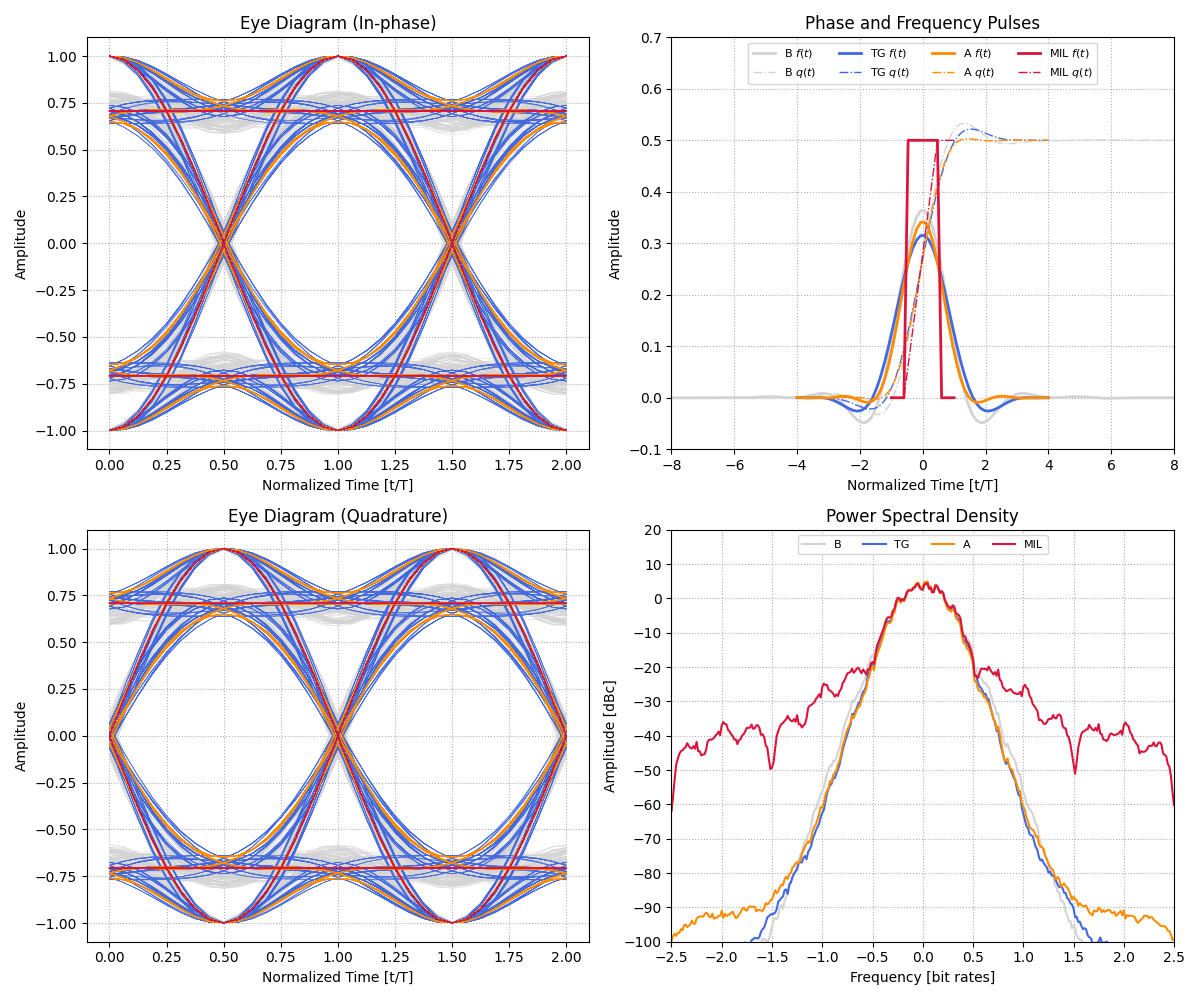 Eye Diagram (In-phase)
1.00
0.75
0.50
0.25
0.00
−0.25
−0.50
−0.75
−1.00
Amplitude
0.00 0.25 0.50 0.75 1.00 1.25 1.50 1.75 2.00
Normalized Time [t/T]
Phase and Frequency Pulses
B f(t) TG f(t) A f(t) MIL f(t)
B q(t) TG q(t) A q(t) MIL q(t)
0.7
0.6
0.5
0.4
0.3
0.2
0.1
0.0
−0.1
Amplitude
−8 −6 −4 −2 0 2 4 6 8
Normalized Time [t/T]
Eye Diagram (Quadrature)
1.00
0.75
0.50
0.25
0.00
−0.25
−0.50
−0.75
−1.00
Amplitude
0.00 0.25 0.50 0.75 1.00 1.25 1.50 1.75 2.00
Normalized Time [t/T]
Power Spectral Density
B TG A MIL
20
10
0
−10
−20
−30
−40
−50
−60
−70
−80
−90
−100
Amplitude [dBc]
−2.5 −2.0 −1.5 −1.0 −0.5 0.0 0.5 1.0 1.5 2.0 2.5
Frequency [bit rates]